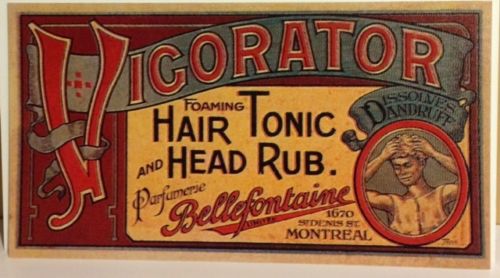 VIGORATOR
FOAMING
HAIR TONIC
AND HEAD RUB.
DISSOLVES
DANDRUFF
Parfumerie
Bellefontaine
LIMITED
1670
ST. DENIS ST.
MONTREAL